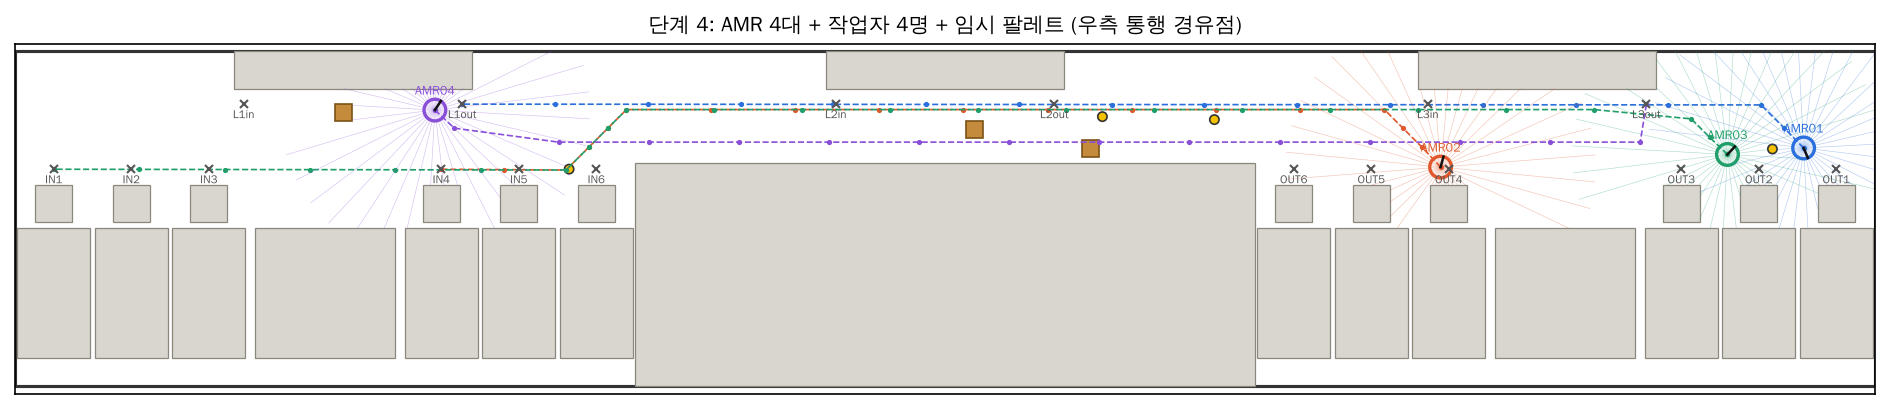 단계 4: AMR 4대 + 작업자 4명 + 임시 팔레트 (우측 통행 경유점)
AMR04
L1in
L1out
L2in
L2out
L3in
L3out
AMR03
AMR01
AMR02
IN1
IN2
IN3
IN4
IN5
IN6
OUT6
OUT5
OUT4
OUT3
OUT2
OUT1